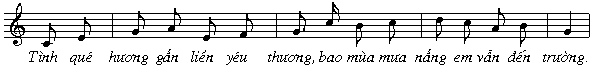 Tình quê hương gắn liền yêu thương, bao mùa mưa nắng em vẫn đến trường.